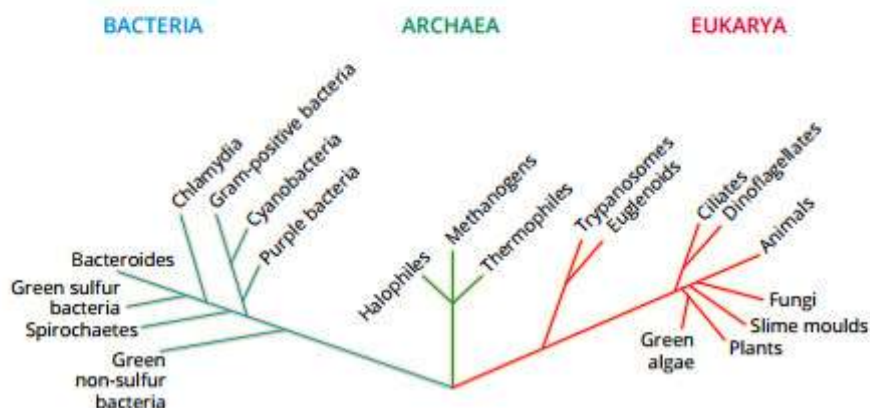 BACTERIA
ARCHAEA
EUKARYA
Chlamydia
Gram-positive bacteria
Cyanobacteria
Purple bacteria
Bacteroides
Green sulfur
bacteria
Spirochaetes
Green
non-sulfur
bacteria
Halophiles
Methanogens
Thermophiles
Trypanosomes
Euglenoids
Ciliates
Dinoflagellates
Animals
Fungi
Slime moulds
Plants
Green
algae